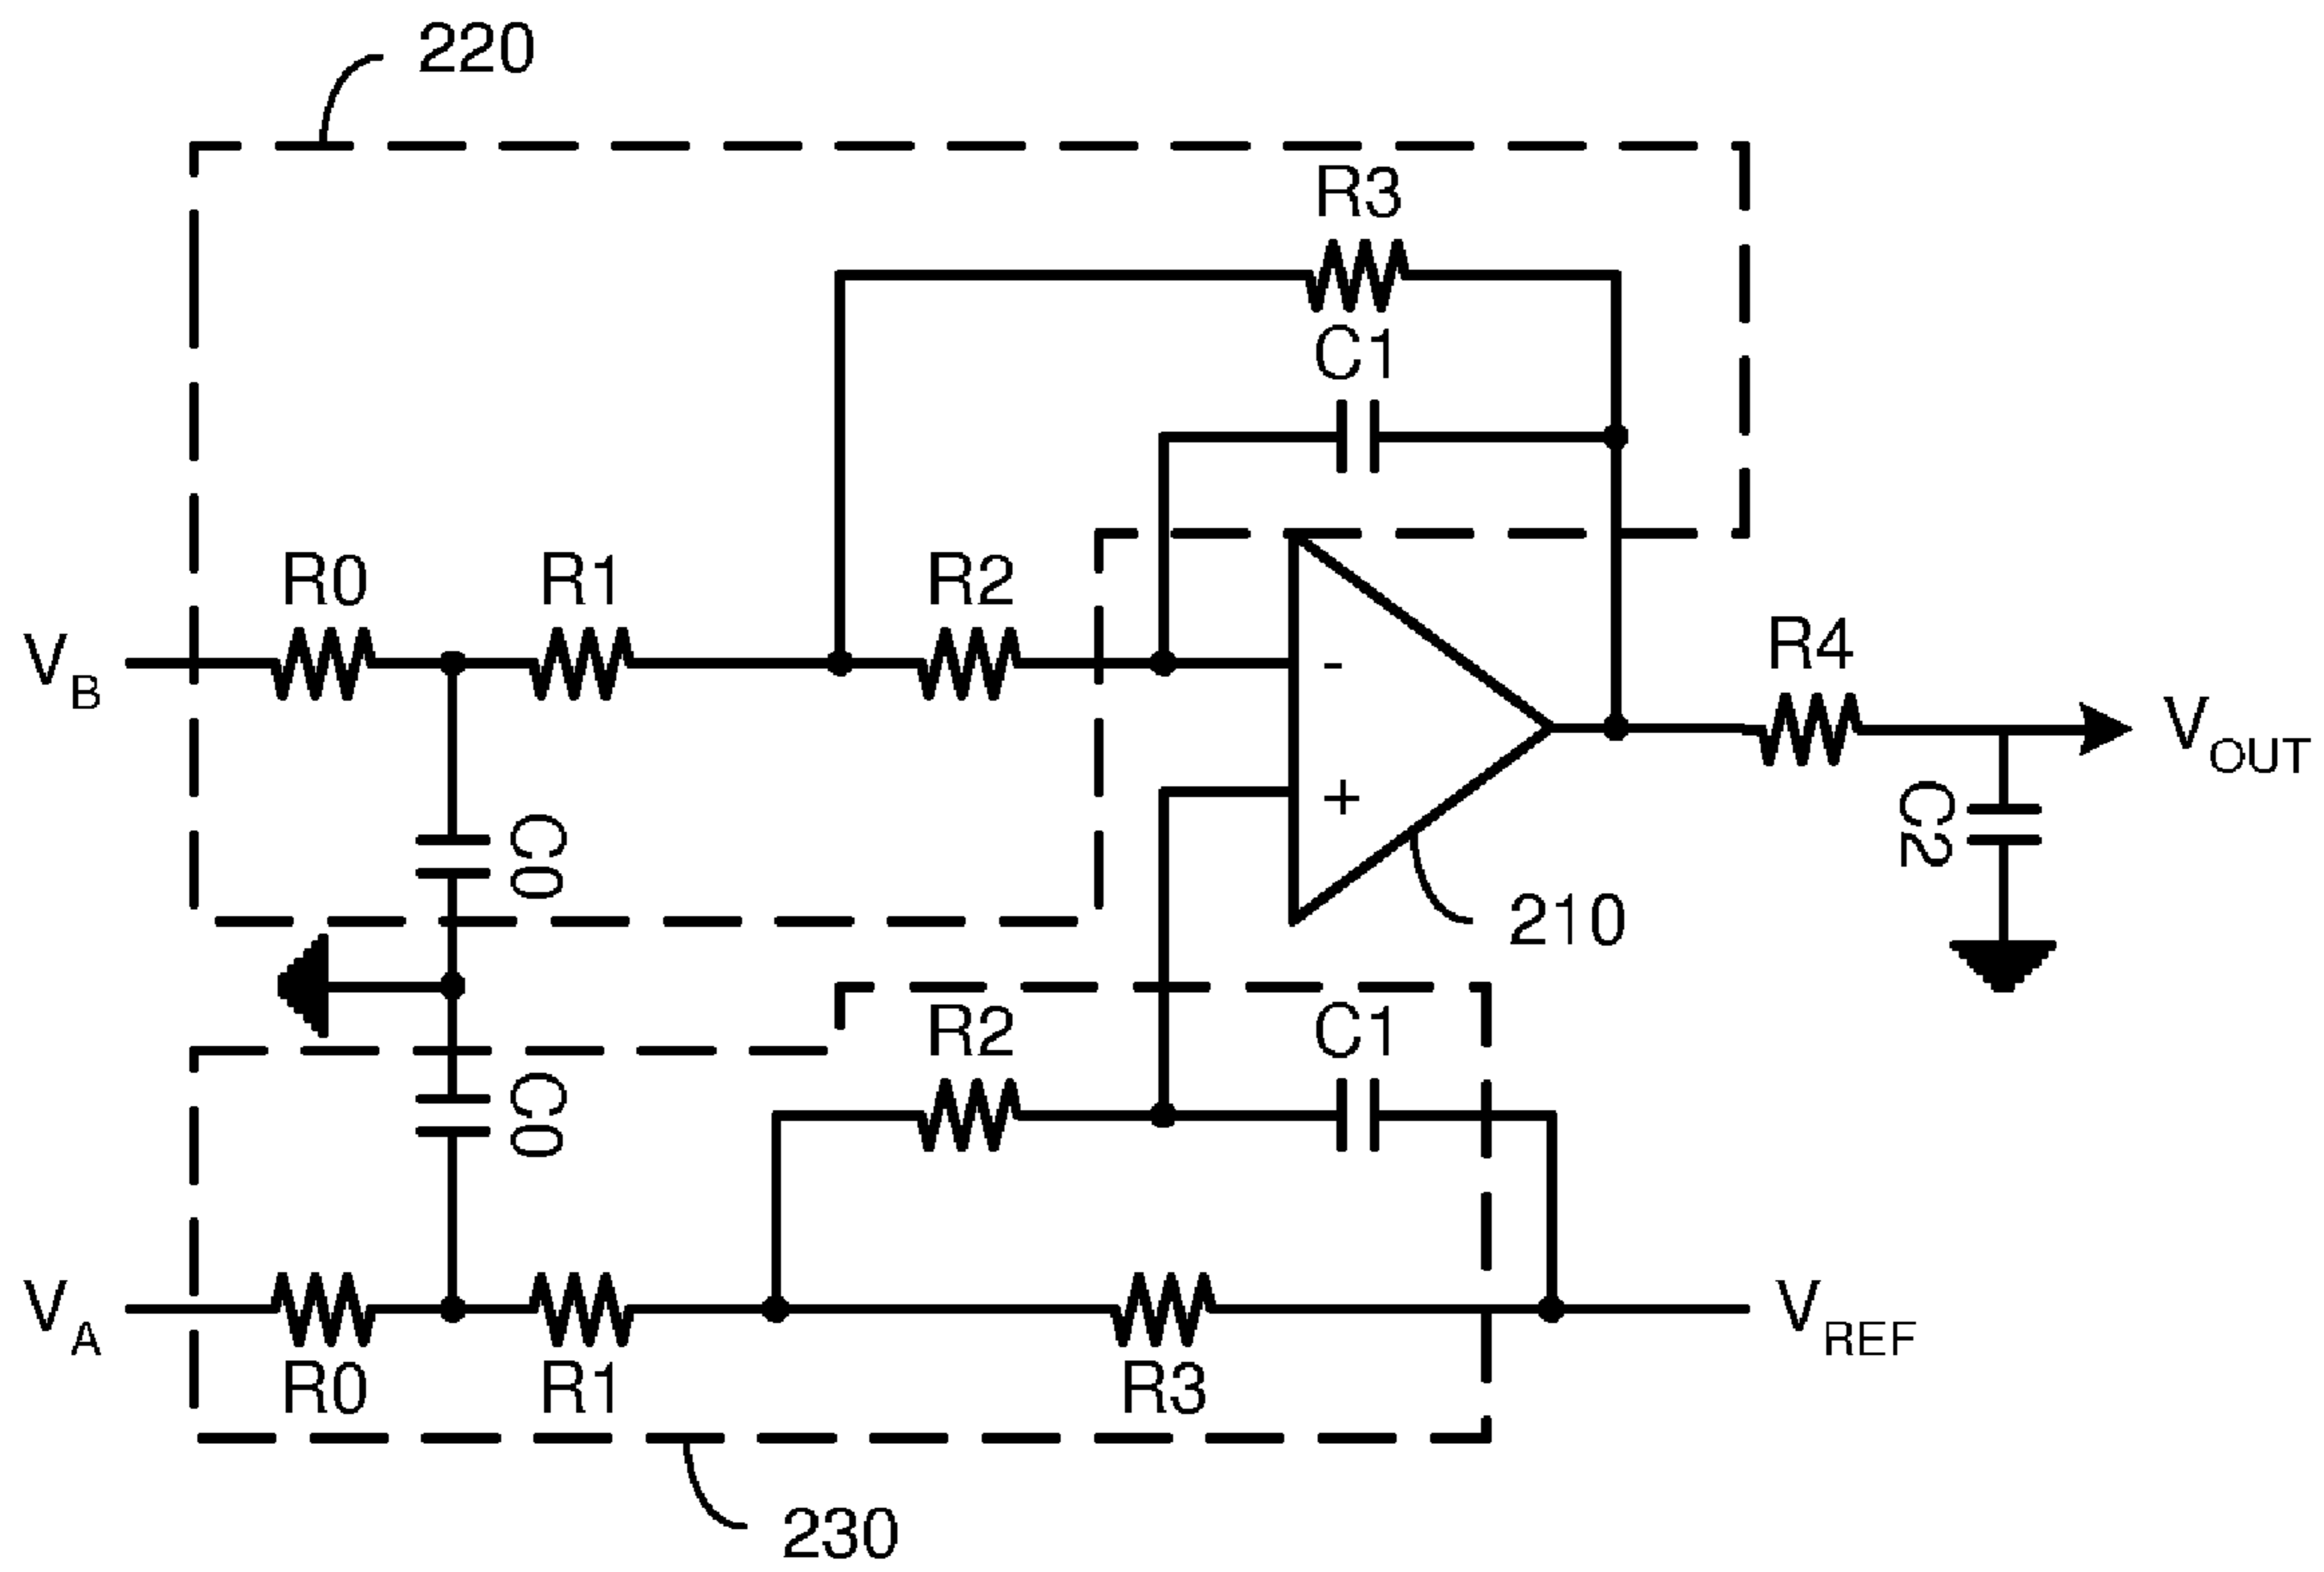 220
R3
C1
R0 R1 R2
VB
-
R4
VOUT
+
C0
C2
210
R2 C1
C0
VA
VREF
R0 R1 R3
230